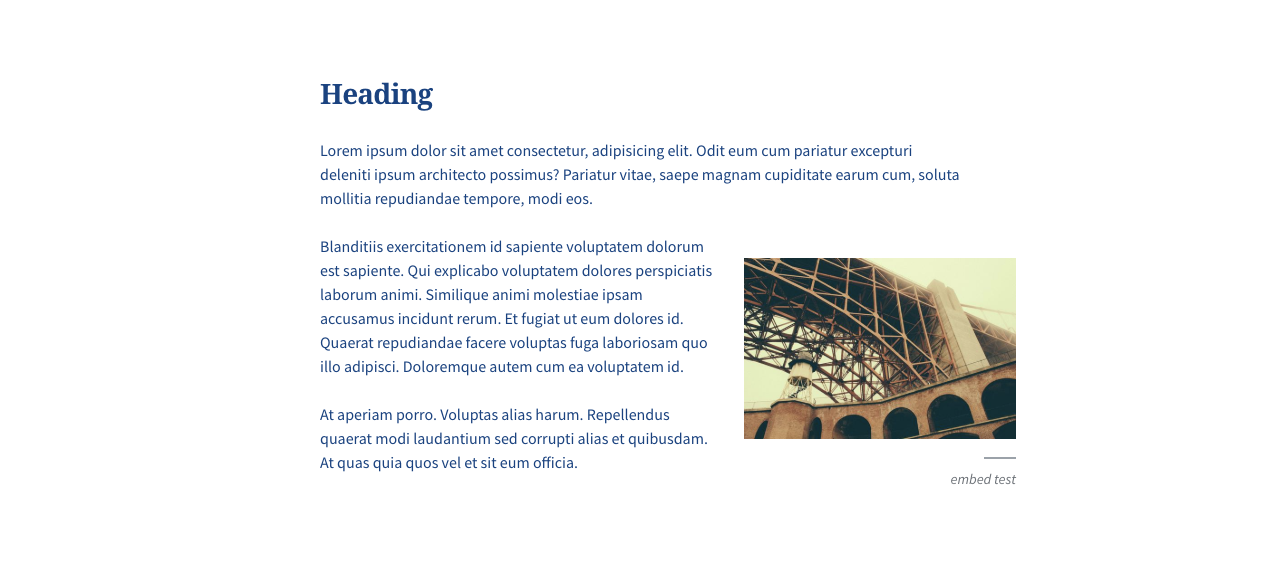 Heading
Lorem ipsum dolor sit amet consectetur, adipisicing elit. Odit eum cum pariatur excepturi
deleniti ipsum architecto possimus? Pariatur vitae, saepe magnam cupiditate earum cum, soluta
mollitia repudiandae tempore, modi eos.
Blanditiis exercitationem id sapiente voluptatem dolorum
est sapiente. Qui explicabo voluptatem dolores perspiciatis
laborum animi. Similique animi molestiae ipsam
accusamus incidunt rerum. Et fugiat ut eum dolores id.
Quaerat repudiandae facere voluptas fuga laboriosam quo
illo adipisci. Doloremque autem cum ea voluptatem id.
At aperiam porro. Voluptas alias harum. Repellendus
quaerat modi laudantium sed corrupti alias et quibusdam.
At quas quia quos vel et sit eum officia.
embed test